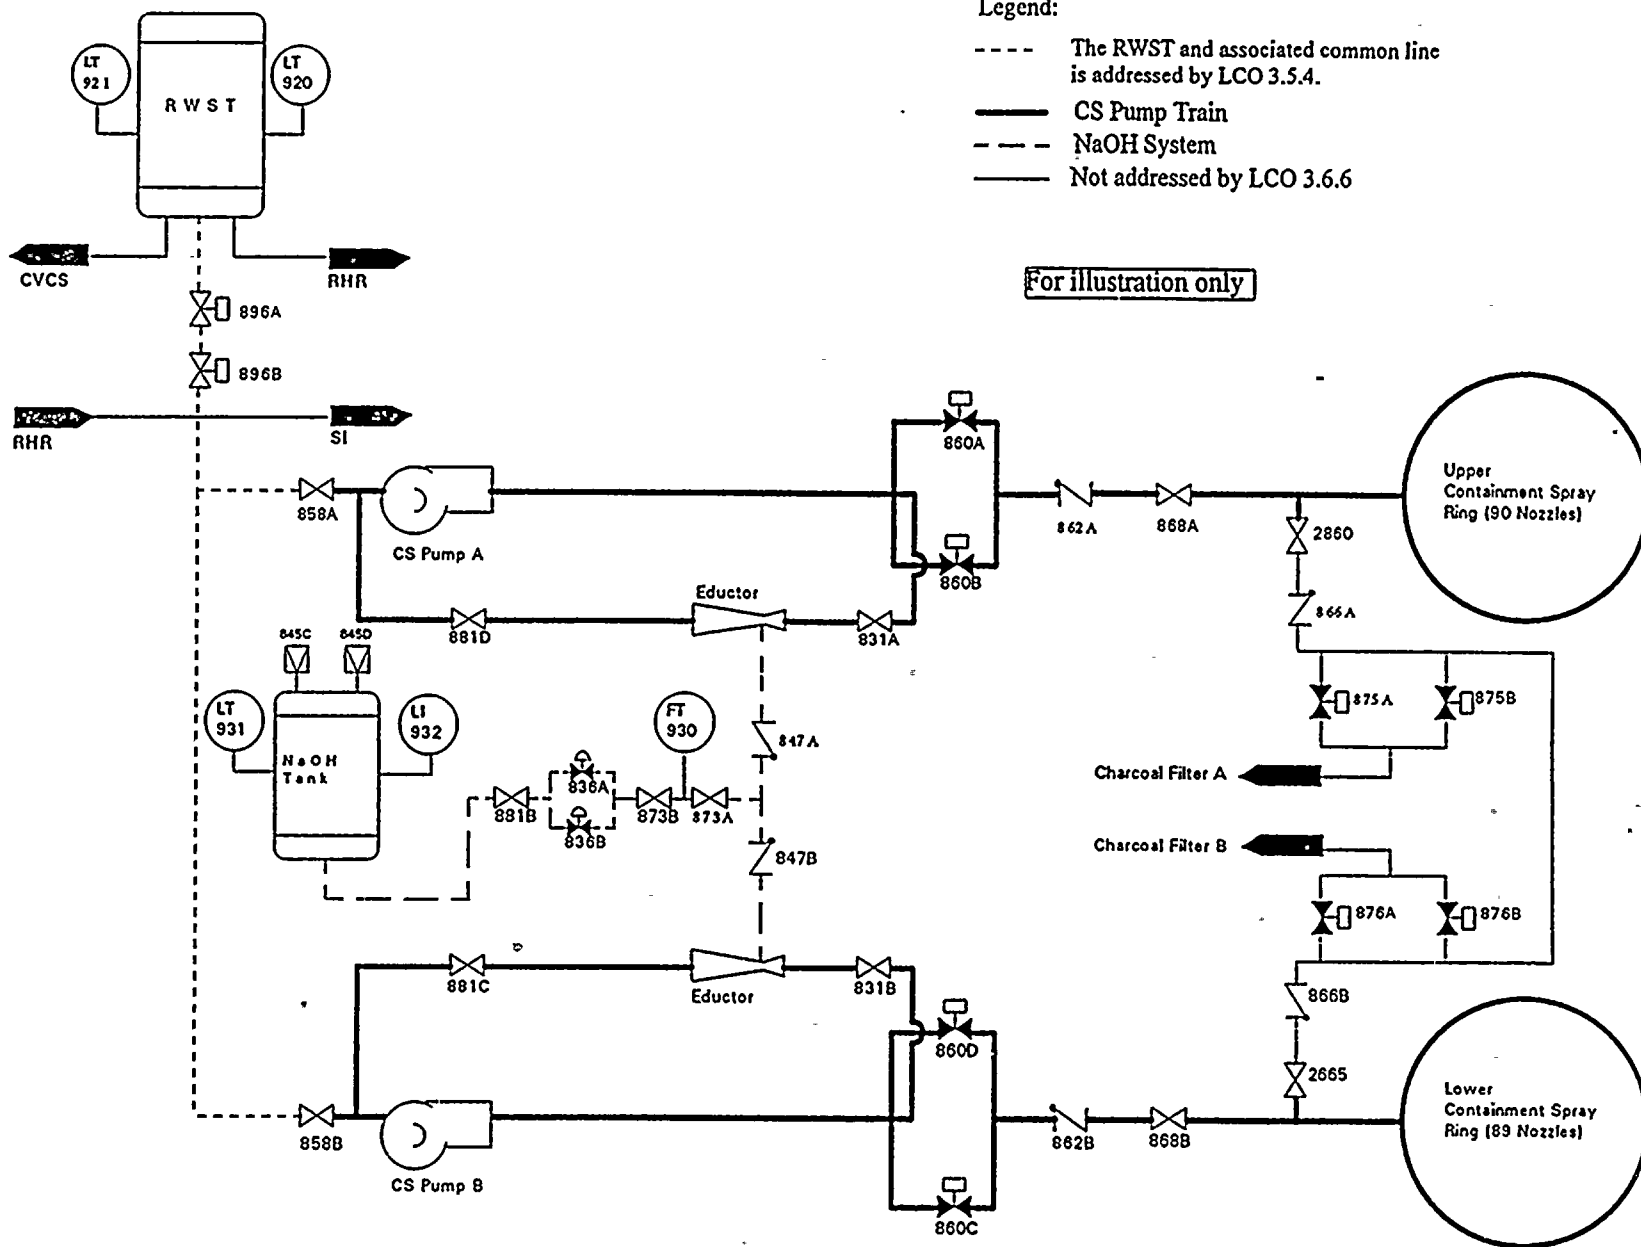 Legend:
The RWST and associated common line
is addressed by LCO 3.5.4.
CS Pump Train
NaOH System
Not addressed by LCO 3.6.6
LT
921
RWST
LT
920
CVCS
RHR
896A
For illustration only
896B
RHR
SI
860A
858A
CS Pump A
860B
862A
868A
2860
Upper
Containment Spray
Ring (90 Nozzles)
Eductor
866A
881D
831A
845C
845D
LT
931
NaOH
Tank
LI
932
FT
930
847A
875A
875B
836A
Charcoal Filter A
881B
873B
873A
836B
847B
Charcoal Filter B
876A
876B
881C
Eductor
831B
866B
860D
2665
858B
CS Pump B
862B
868B
Lower
Containment Spray
Ring (89 Nozzles)
860C